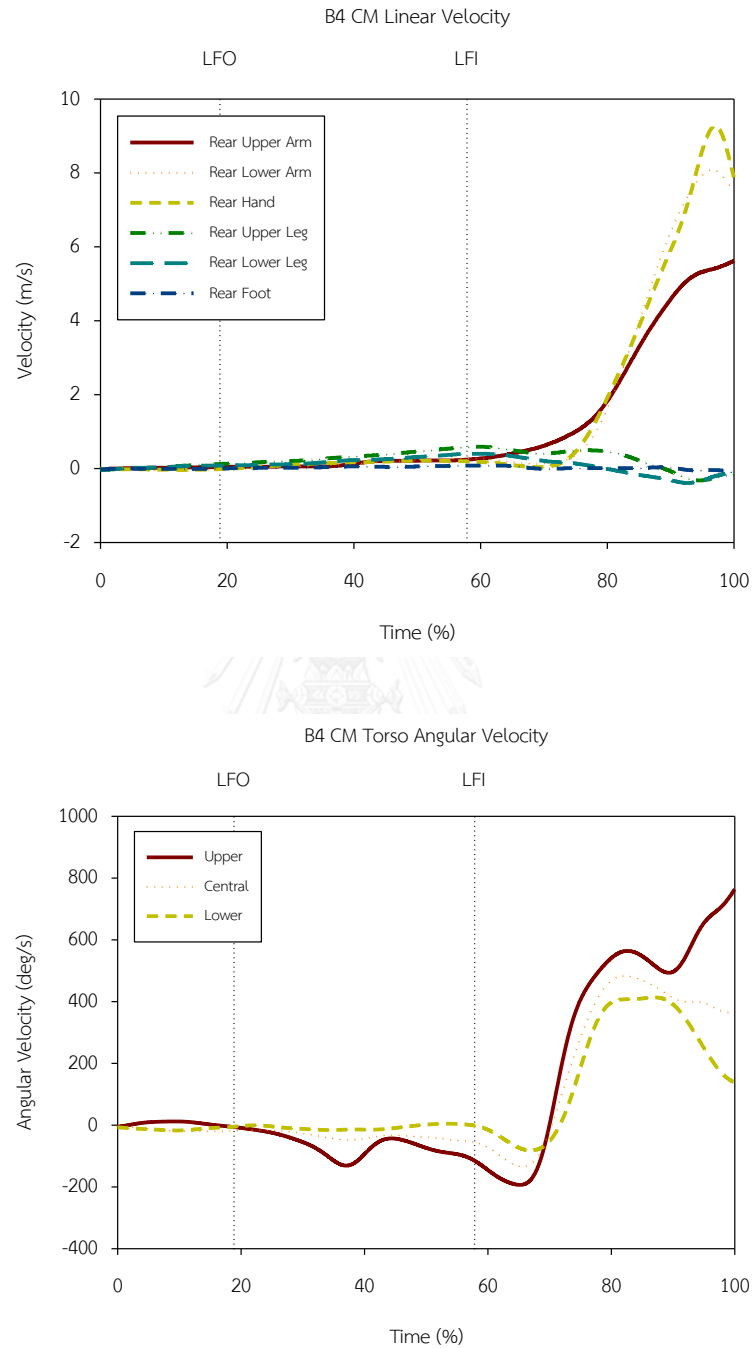 B4 CM Linear Velocity
LFO LFI
10
8
6
4
2
0
-2
Velocity (m/s)
Rear Upper Arm
Rear Lower Arm
Rear Hand
Rear Upper Leg
Rear Lower Leg
Rear Foot
0 20 40 60 80 100
Time (%)
B4 CM Torso Angular Velocity
LFO LFI
1000
800
600
400
200
0
-200
-400
Angular Velocity (deg/s)
Upper
Central
Lower
0 20 40 60 80 100
Time (%)